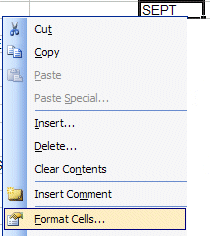 SEPT
Cut
Copy
Paste
Paste Special...
Insert...
Delete...
Clear Contents
Insert Comment
Format Cells...